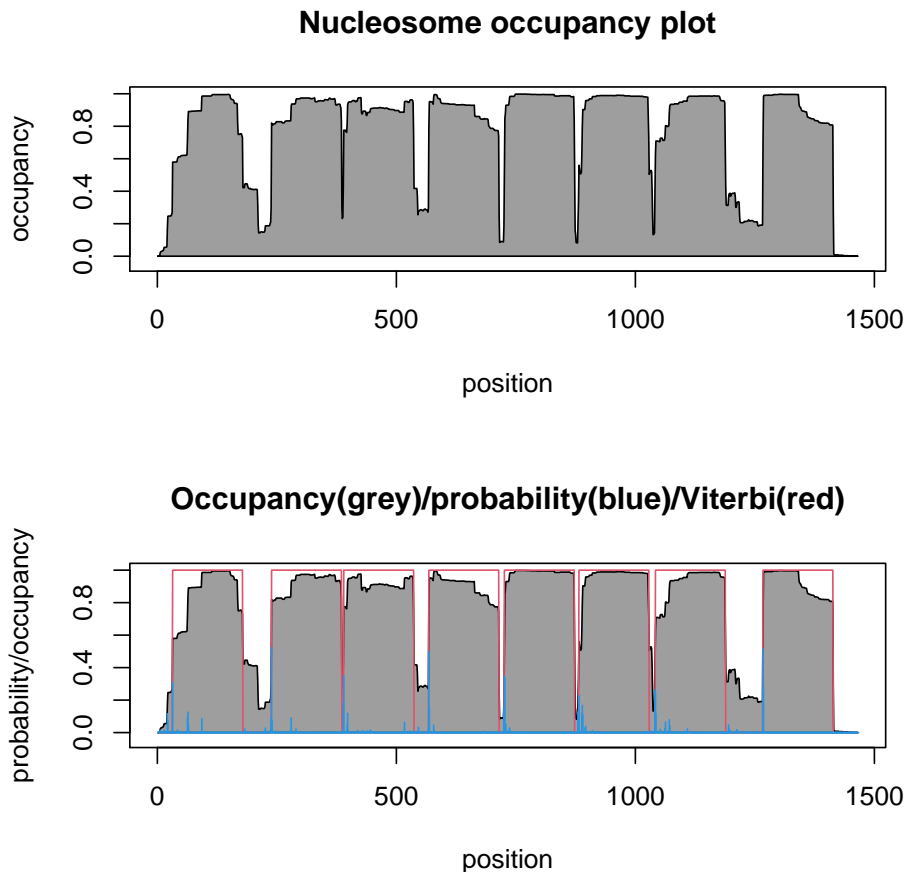 Nucleosome occupancy plot
occupancy
0.0 0.4 0.8
0 500 1000 1500
position
Occupancy(grey)/probability(blue)/Viterbi(red)
probability/occupancy
0.0 0.4 0.8
0 500 1000 1500
position